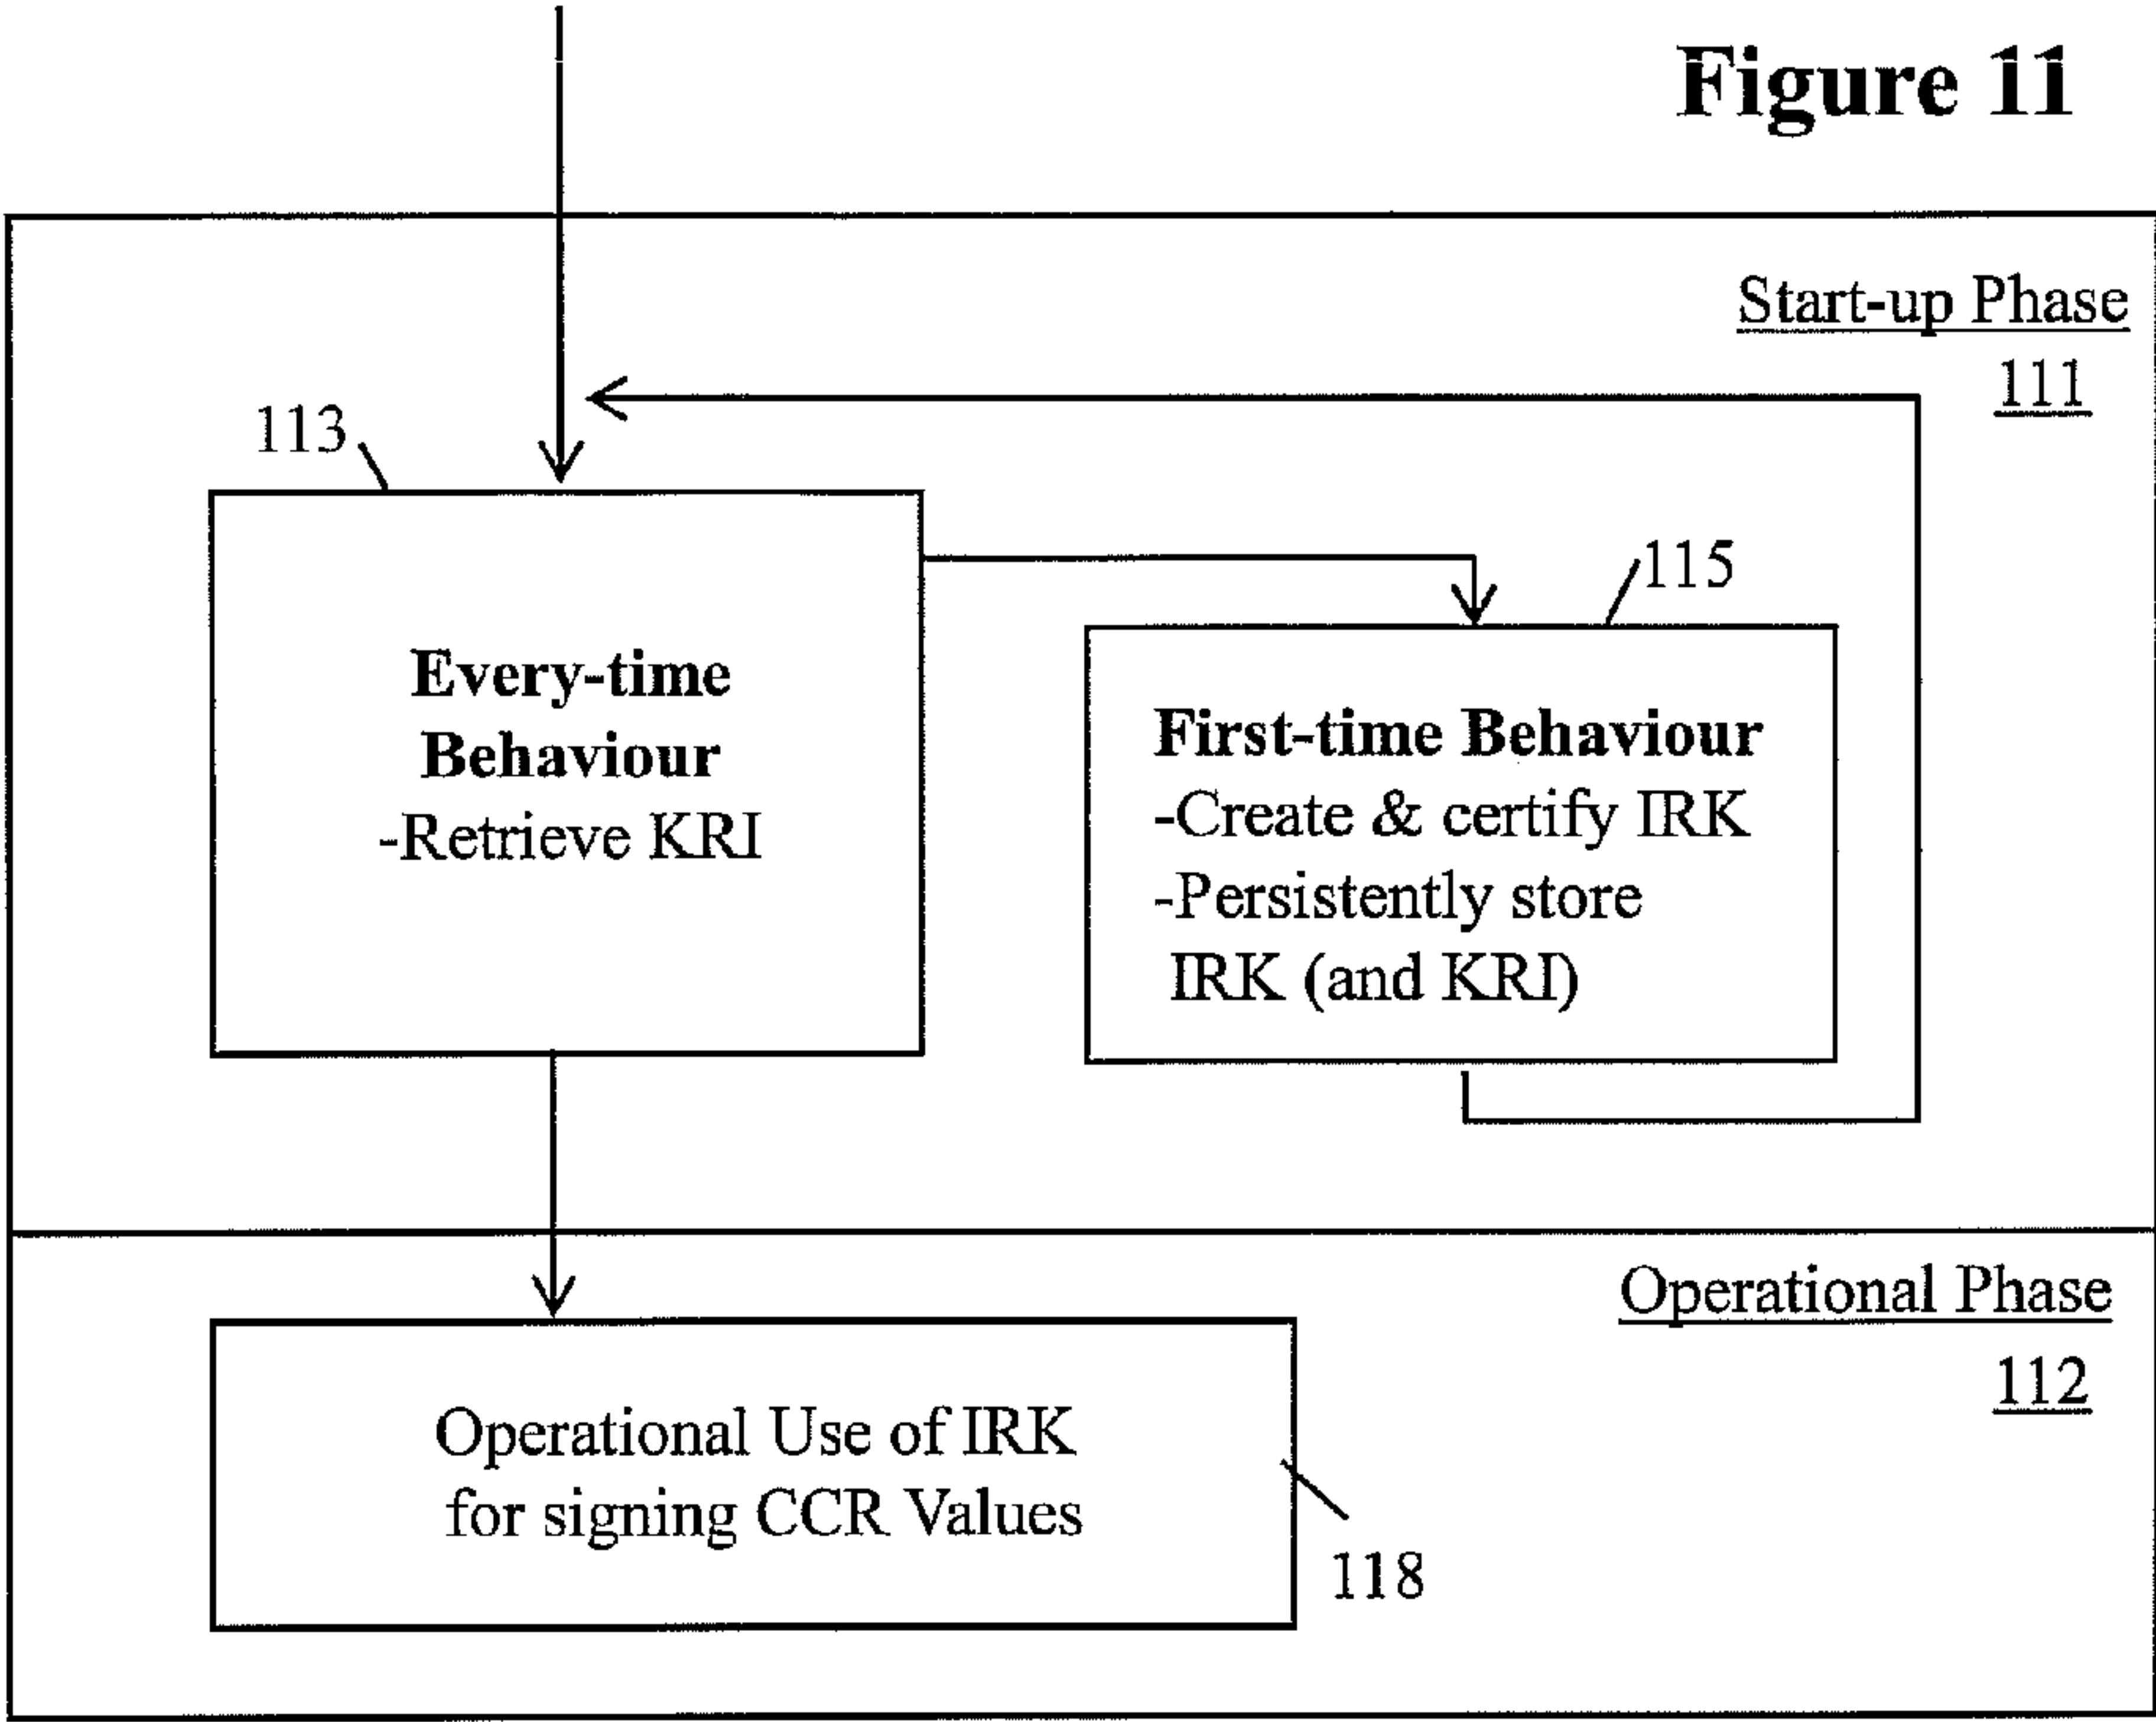 Figure 11
Start-up Phase
111
113
115
Every-time
Behaviour
-Retrieve KRI
First-time Behaviour
-Create & certify IRK
-Persistently store
IRK (and KRI)
Operational Phase
112
Operational Use of IRK
for signing CCR Values
118